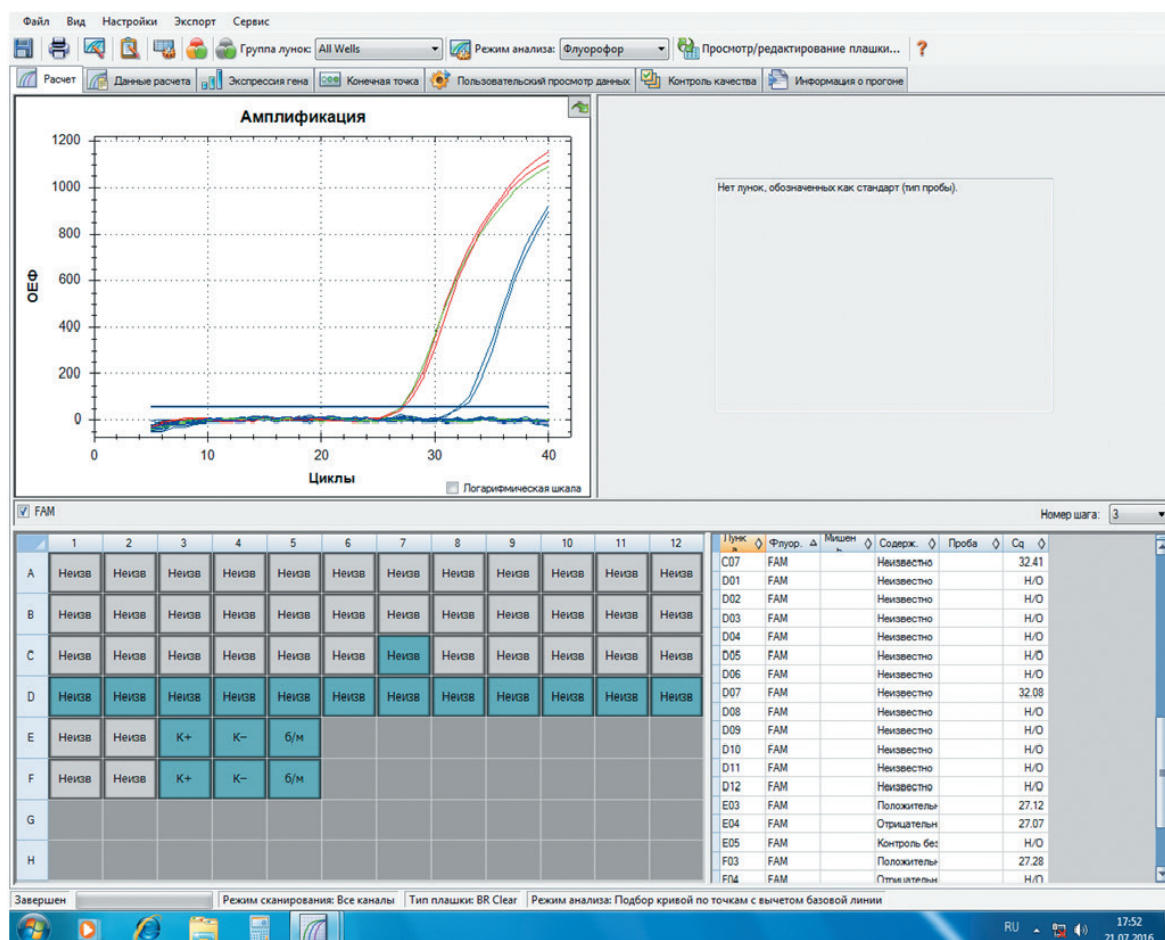 Файл Вид Настройки Экспорт Сервис
Группа лунок: All Wells Режим анализа: Флуорофор Просмотр/редактирование плашки... ?
Расчет Данные расчета Экспрессия гена Конечная точка Пользовательский просмотр данных Контроль качества Информация о прогоне
Амплификация
1200
1000
800
600
400
200
0
ОЕФ
0 10 20 30 40
Циклы
Логарифмическая шкала
Нет лунок, обозначенных как стандарт (тип пробы).
FAM
Номер шага: 3
1 2 3 4 5 6 7 8 9 10 11 12
A Неизв Неизв Неизв Неизв Неизв Неизв Неизв Неизв Неизв Неизв Неизв Неизв
B Неизв Неизв Неизв Неизв Неизв Неизв Неизв Неизв Неизв Неизв Неизв Неизв
C Неизв Неизв Неизв Неизв Неизв Неизв Неизв Неизв Неизв Неизв Неизв Неизв
D Неизв Неизв Неизв Неизв Неизв Неизв Неизв Неизв Неизв Неизв Неизв Неизв
E Неизв Неизв К+ К– б/м
F Неизв Неизв К+ К– б/м
G
H
Флуор. Содерж. Проба Cq
C07 FAM Неизвестно 32.41
D01 FAM Неизвестно Н/О
D02 FAM Неизвестно Н/О
D03 FAM Неизвестно Н/О
D04 FAM Неизвестно Н/О
D05 FAM Неизвестно Н/О
D06 FAM Неизвестно Н/О
D07 FAM Неизвестно 32.08
D08 FAM Неизвестно Н/О
D09 FAM Неизвестно Н/О
D10 FAM Неизвестно Н/О
D11 FAM Неизвестно Н/О
D12 FAM Неизвестно Н/О
E03 FAM Положительн 27.12
E04 FAM Отрицательн 27.07
E05 FAM Контроль без Н/О
F03 FAM Положительн 27.28
F04 FAM Отрицательн Н/О
Завершен Режим сканирования: Все каналы Тип плашки: BR Clear Режим анализа: Подбор кривой по точкам с вычетом базовой линии
RU 17:52
21.07.2016